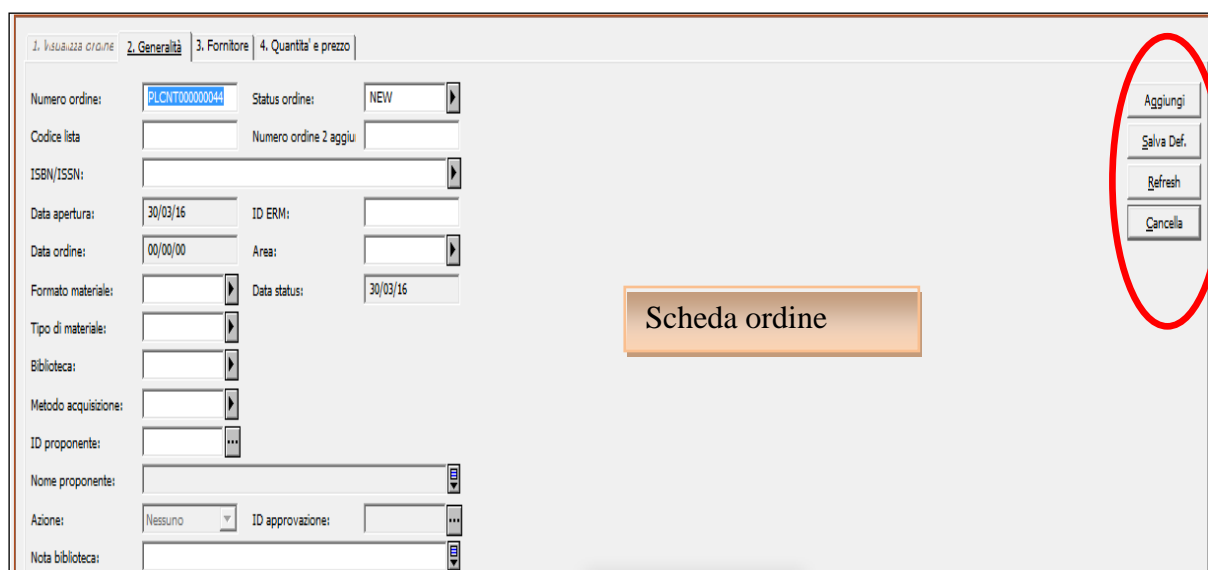 1. Visualizza ordine 2. Generalità 3. Fornitore 4. Quantita' e prezzo
Numero ordine: PLCNT000000044 Status ordine: NEW
Aggiungi
Codice lista Numero ordine 2 aggiu
Salva Def.
ISBN/ISSN:
Refresh
Data apertura: 30/03/16 ID ERM:
Cancella
Data ordine: 00/00/00 Area:
Formato materiale: Data status: 30/03/16
Scheda ordine
Tipo di materiale:
Biblioteca:
Metodo acquisizione:
ID proponente:
Nome proponente:
Azione: Nessuno ID approvazione:
Nota biblioteca: